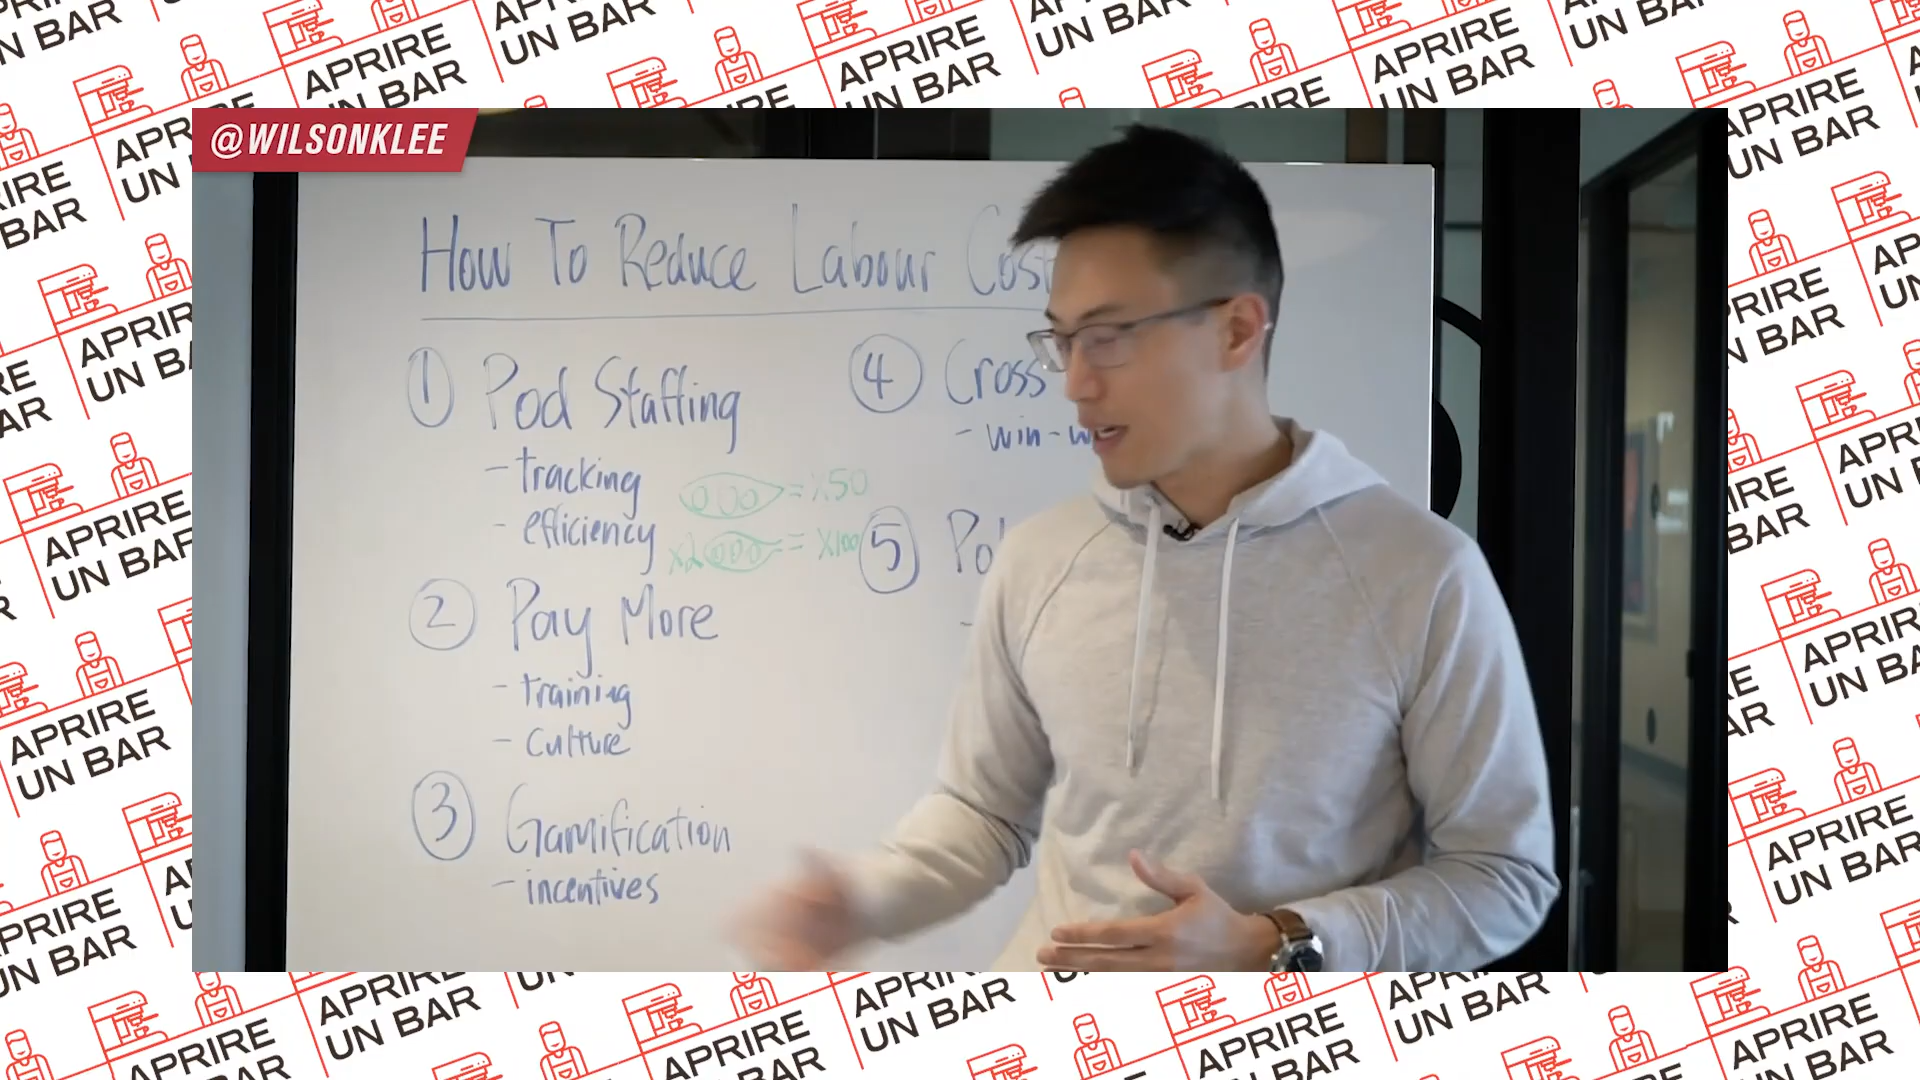 @WILSONKLEE
How To Reduce Labour Cost
1 Pod Staffing
- tracking
- efficiency
= x50
x2 = x100
2 Pay More
- training
- culture
3 Gamification
- incentives
4 Cross
- win-w
5 Po
APRIRE
UN BAR